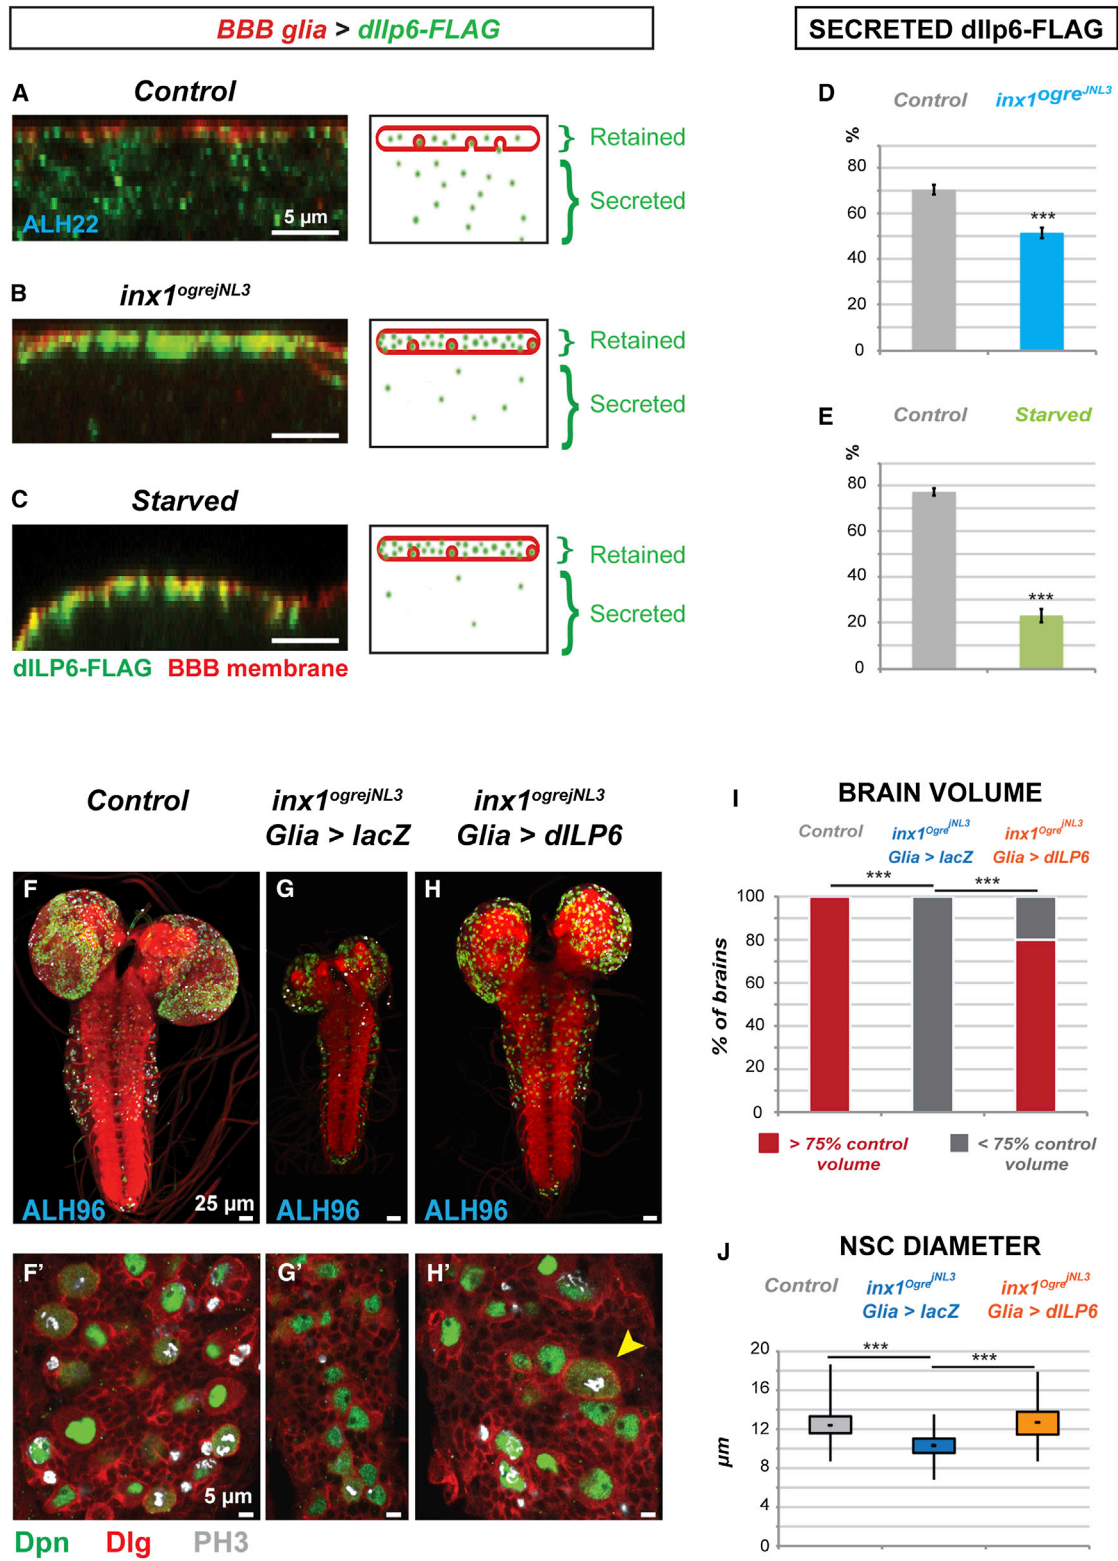 BBB glia > dIlp6-FLAG
SECRETED dIlp6-FLAG
A
Control
ALH22
5 µm
Retained
Secreted
B
inx1ogrejNL3
Retained
Secreted
C
Starved
Retained
Secreted
dILP6-FLAG BBB membrane
D
Control
inx1ogreJNL3
%
80
60
40
20
0
***
E
Control
Starved
%
80
60
40
20
0
***
Control
inx1ogrejNL3
Glia > lacZ
inx1ogrejNL3
Glia > dILP6
F
ALH96
25 µm
G
ALH96
H
ALH96
F’
5 µm
G’
H’
Dpn Dlg PH3
I
BRAIN VOLUME
Control
inx1OgrejNL3
Glia > lacZ
inx1OgrejNL3
Glia > dILP6
*** ***
% of brains
100
80
60
40
20
0
> 75% control
volume
< 75% control
volume
J
NSC DIAMETER
Control
inx1OgrejNL3
Glia > lacZ
inx1OgrejNL3
Glia > dILP6
*** ***
µm
20
16
12
8
4
0